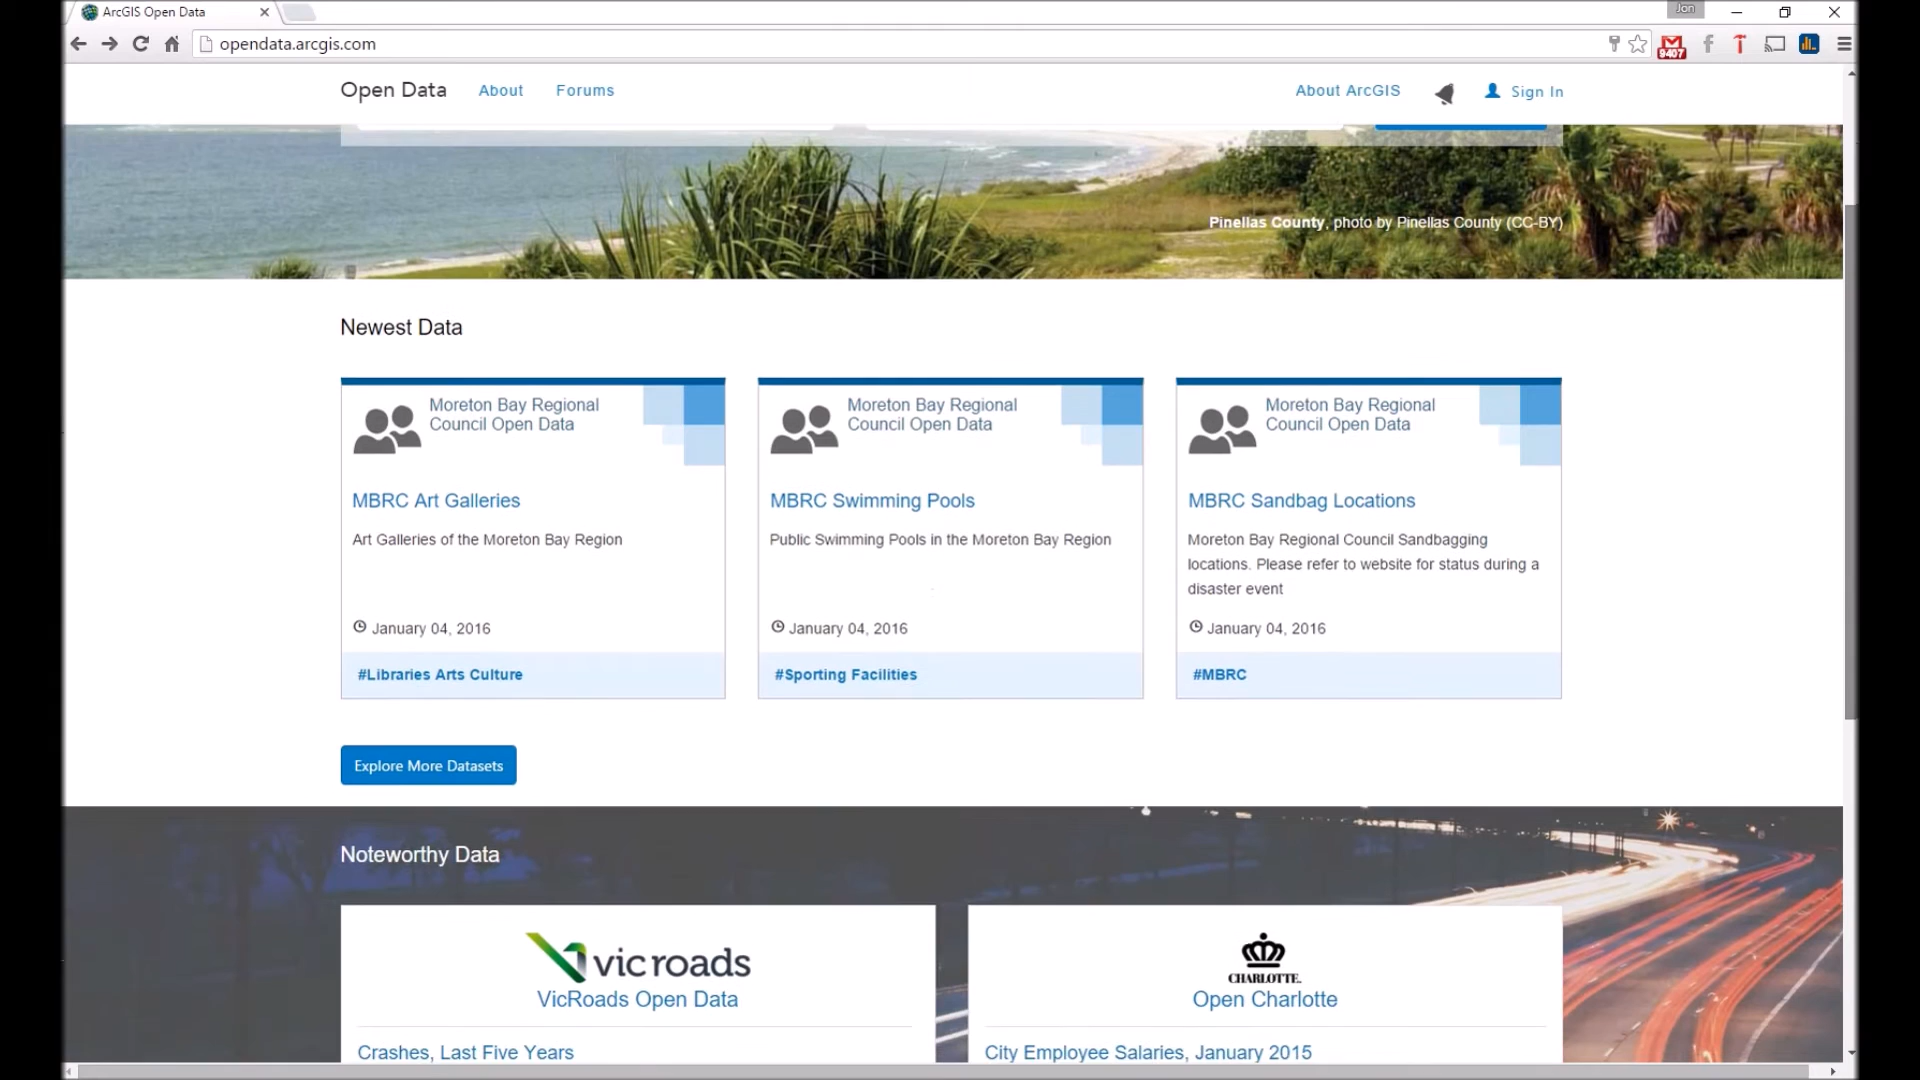 ArcGIS Open Data
Jon
opendata.arcgis.com
9407
Open Data
About
Forums
About ArcGIS
Sign In
Pinellas County, photo by Pinellas County (CC-BY)
Newest Data
Moreton Bay Regional
Council Open Data
MBRC Art Galleries
Art Galleries of the Moreton Bay Region
January 04, 2016
#Libraries Arts Culture
Moreton Bay Regional
Council Open Data
MBRC Swimming Pools
Public Swimming Pools in the Moreton Bay Region
January 04, 2016
#Sporting Facilities
Moreton Bay Regional
Council Open Data
MBRC Sandbag Locations
Moreton Bay Regional Council Sandbagging
locations. Please refer to website for status during a
disaster event
January 04, 2016
#MBRC
Explore More Datasets
Noteworthy Data
vic roads
VicRoads Open Data
Crashes, Last Five Years
CHARLOTTE.
Open Charlotte
City Employee Salaries, January 2015